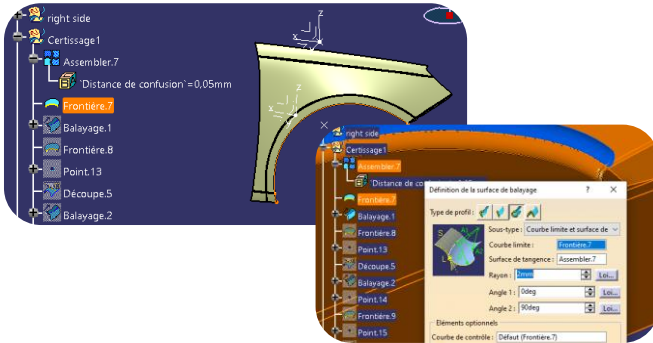 right side
Certissage1
Assembler.7
`Distance de confusion`=0,05mm
Frontière.7
Balayage.1
Frontière.8
Point.13
Découpe.5
Balayage.2
z
x
z
x
right side
Certissage1
Assembler.7
`Distance de
Frontière.7
Balayage.1
Frontière.8
Point.13
Découpe.5
Balayage.2
Point.14
Frontière.9
Point.15
Définition de la surface de balayage ? ×
Type de profil :
Sous-type : Courbe limite et surface de
Courbe limite : Frontière.7
Surface de tangence : Assembler.7
Rayon : 2mm Loi...
Angle 1 : 0deg Loi...
Angle 2 : 90deg Loi...
Eléments optionnels
Courbe de contrôle : Défaut (Frontière.7)
S
A1
A2
L